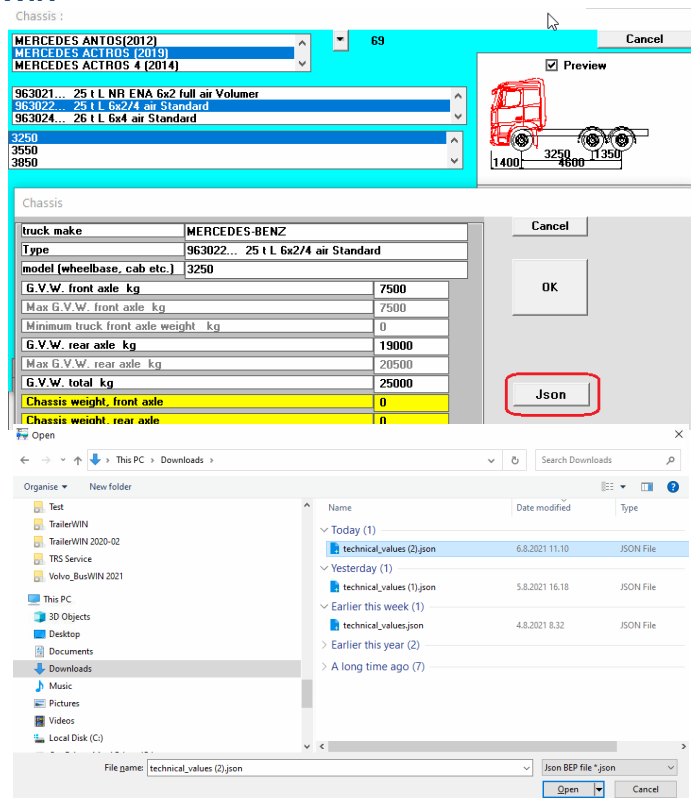 Chassis :
MERCEDES ANTOS(2012)
MERCEDES ACTROS (2019)
MERCEDES ACTROS 4 (2014)
69
Cancel
Preview
963021... 25 t L NR ENA 6x2 full air Volumer
963022... 25 t L 6x2/4 air Standard
963024... 26 t L 6x4 air Standard
3250
3550
3850
1400 3250 1350
4600
Chassis
truck make MERCEDES-BENZ
Type 963022... 25 t L 6x2/4 air Standard
model (wheelbase, cab etc.) 3250
G.V.W. front axle kg 7500
Max G.V.W. front axle kg 7500
Minimum truck front axle weight kg 0
G.V.W. rear axle kg 19000
Max G.V.W. rear axle kg 20500
G.V.W. total kg 25000
Chassis weight, front axle 0
Chassis weight, rear axle 0
Cancel
OK
Json
Open
This PC > Downloads >
Search Downloads
Organise New folder
Test
TrailerWIN
TrailerWIN 2020-02
TRS Service
Volvo_BusWIN 2021
This PC
3D Objects
Desktop
Documents
Downloads
Music
Pictures
Videos
Local Disk (C:)
Name Date modified Type
Today (1)
technical_values (2).json 6.8.2021 11.10 JSON File
Yesterday (1)
technical_values (1).json 5.8.2021 16.18 JSON File
Earlier this week (1)
technical_values.json 4.8.2021 8.32 JSON File
Earlier this year (2)
A long time ago (7)
File name: technical_values (2).json
Json BEP file *.json
Open Cancel